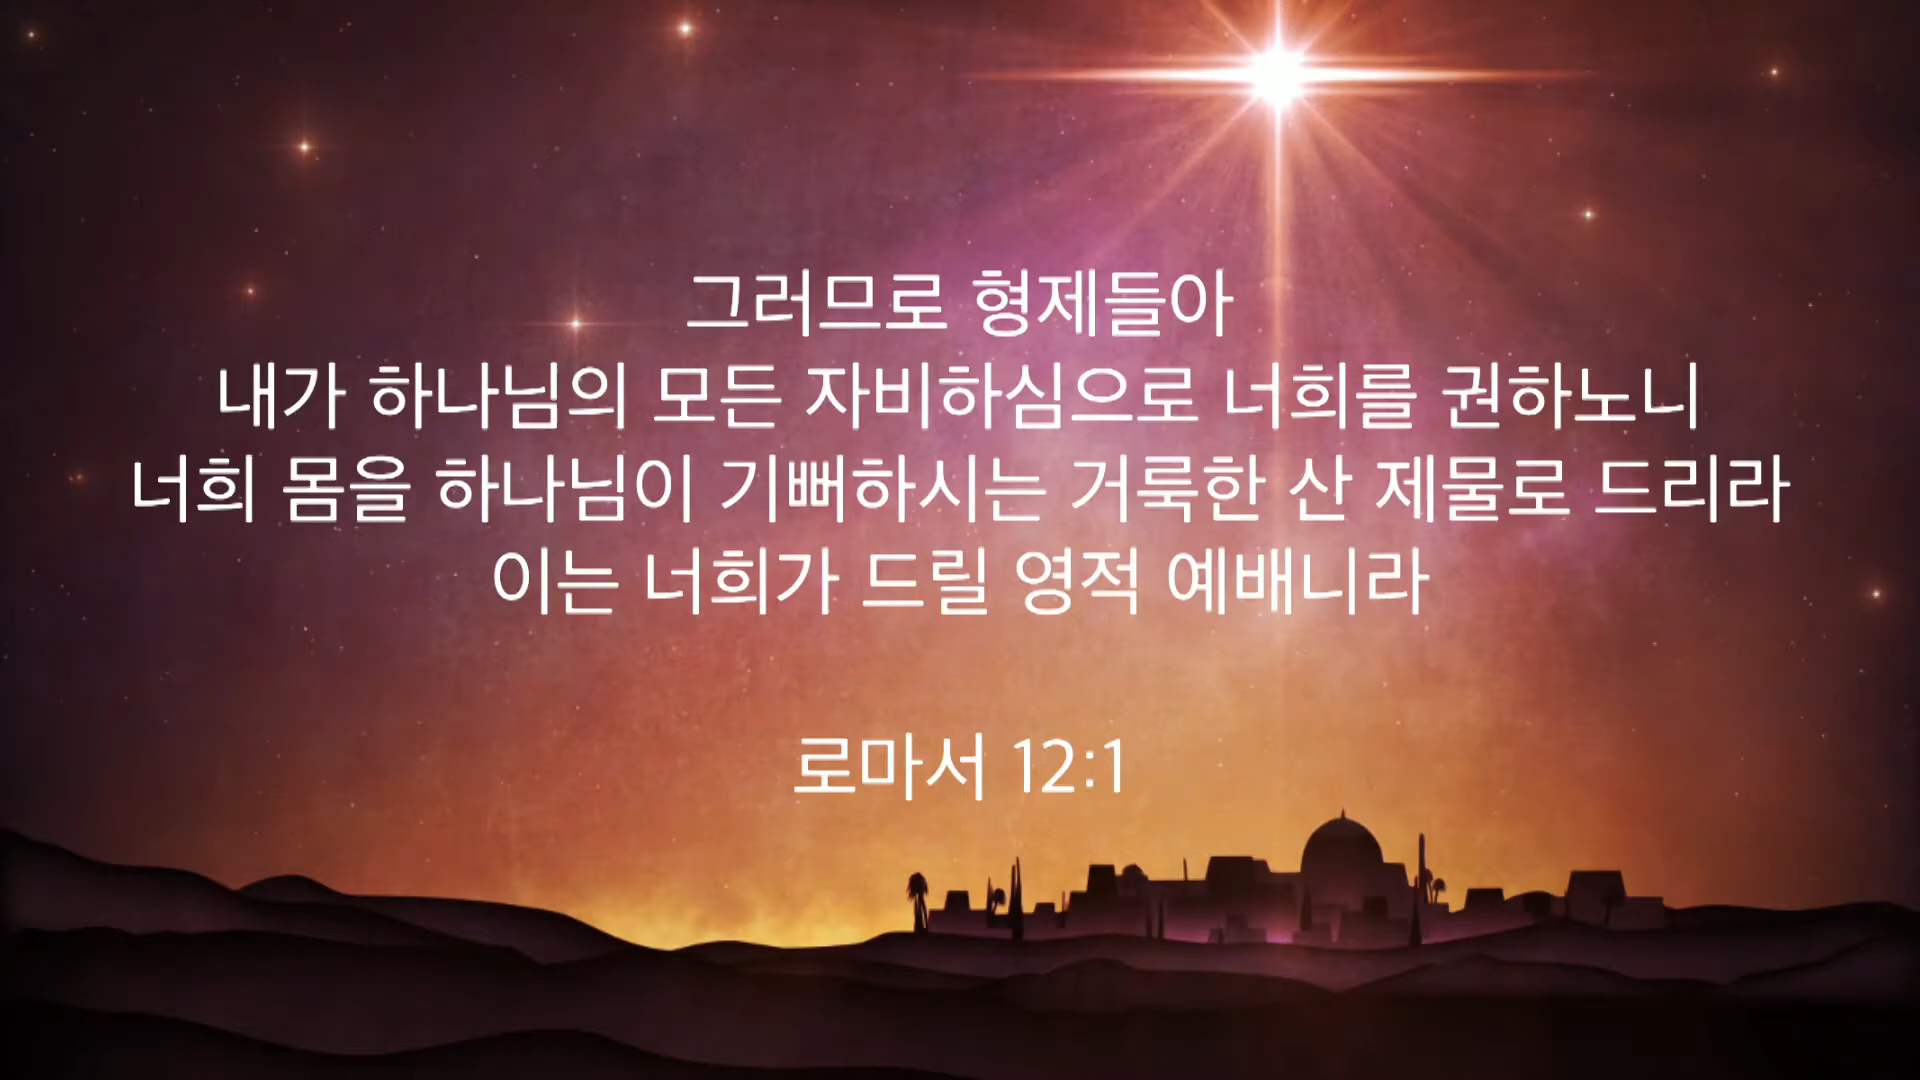 그러므로 형제들아
내가 하나님의 모든 자비하심으로 너희를 권하노니
너희 몸을 하나님이 기뻐하시는 거룩한 산 제물로 드리라
이는 너희가 드릴 영적 예배니라
로마서 12:1